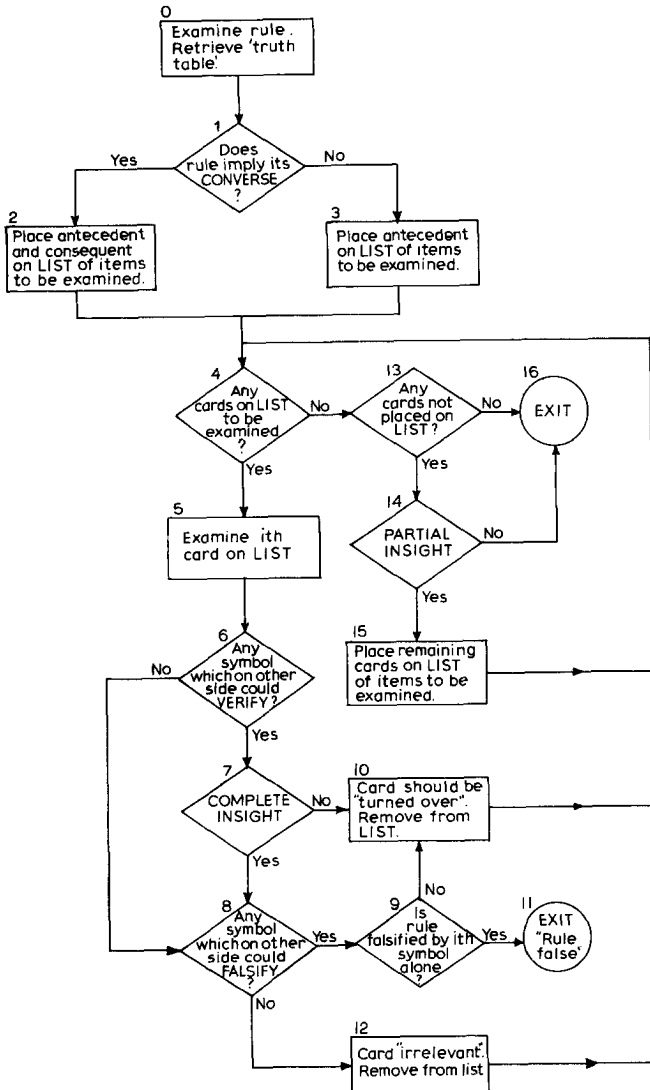 0
Examine rule.
Retrieve 'truth
table'.
1
Does
rule imply its
CONVERSE
?
Yes
No
2
Place antecedent
and consequent
on LIST of items
to be examined.
3
Place antecedent
on LIST of items
to be examined.
4
Any
cards on LIST
to be
examined
?
No
Yes
13
Any
cards not
placed on
LIST?
No
Yes
16
EXIT
5
Examine ith
card on LIST
14
PARTIAL
INSIGHT
No
Yes
15
Place remaining
cards on LIST
of items to be
examined.
6
Any
symbol
which on other
side could
VERIFY?
No
Yes
7
COMPLETE
INSIGHT
No
Yes
10
Card should be
"turned over".
Remove from
LIST.
8
Any
symbol
which on other
side could
FALSIFY
?
Yes
No
9
Is
rule
falsified by ith
symbol
alone
?
No
Yes
11
EXIT
"Rule
false"
12
Card "irrelevant".
Remove from list